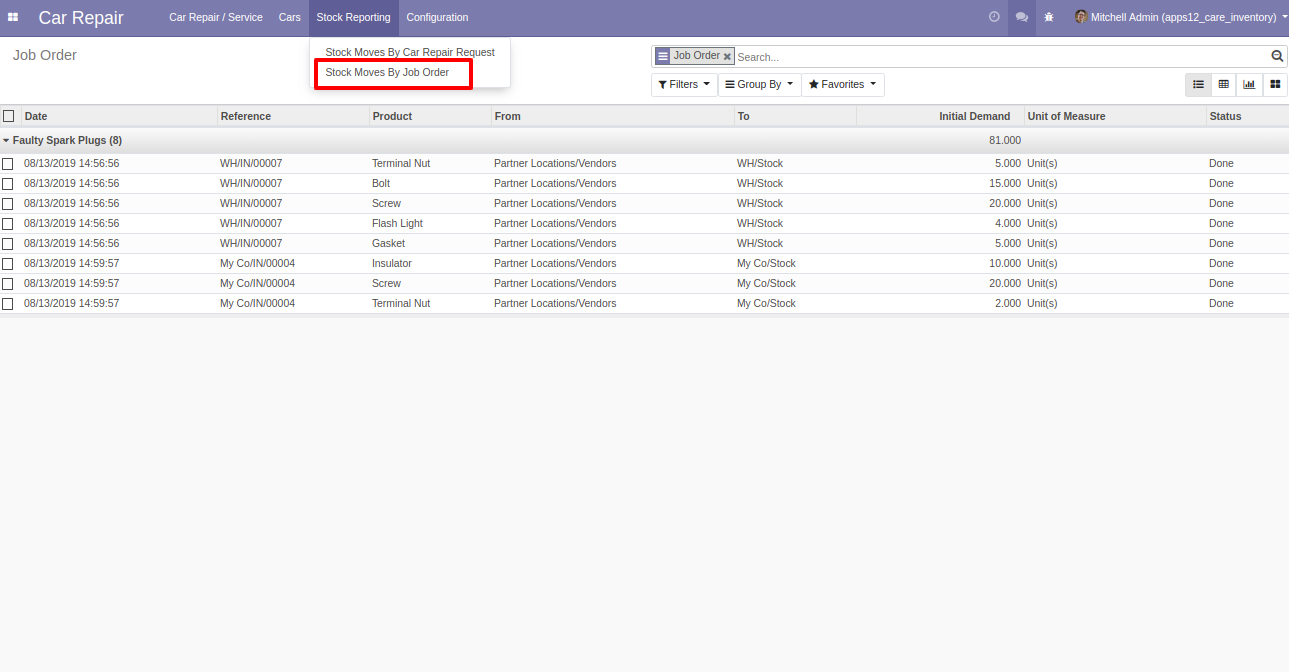 Car Repair Car Repair / Service Cars Stock Reporting Configuration Mitchell Admin (apps12_care_inventory)
Stock Moves By Car Repair Request
Stock Moves By Job Order
Job Order
Job Order Search...
Filters Group By Favorites
Date Reference Product From To Initial Demand Unit of Measure Status
Faulty Spark Plugs (8) 81.000
08/13/2019 14:56:56 WH/IN/00007 Terminal Nut Partner Locations/Vendors WH/Stock 5.000 Unit(s) Done
08/13/2019 14:56:56 WH/IN/00007 Bolt Partner Locations/Vendors WH/Stock 15.000 Unit(s) Done
08/13/2019 14:56:56 WH/IN/00007 Screw Partner Locations/Vendors WH/Stock 20.000 Unit(s) Done
08/13/2019 14:56:56 WH/IN/00007 Flash Light Partner Locations/Vendors WH/Stock 4.000 Unit(s) Done
08/13/2019 14:56:56 WH/IN/00007 Gasket Partner Locations/Vendors WH/Stock 5.000 Unit(s) Done
08/13/2019 14:59:57 My Co/IN/00004 Insulator Partner Locations/Vendors My Co/Stock 10.000 Unit(s) Done
08/13/2019 14:59:57 My Co/IN/00004 Screw Partner Locations/Vendors My Co/Stock 20.000 Unit(s) Done
08/13/2019 14:59:57 My Co/IN/00004 Terminal Nut Partner Locations/Vendors My Co/Stock 2.000 Unit(s) Done